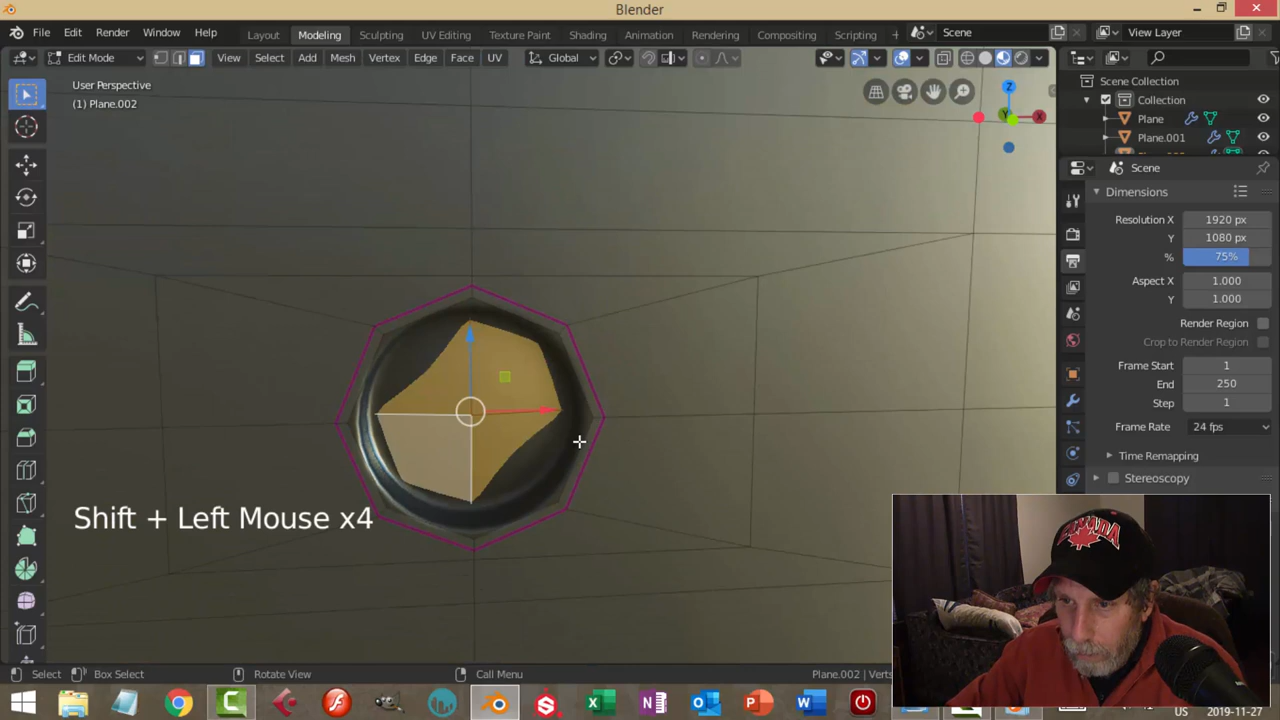 Blender
File Edit Render Window Help Layout Modeling Sculpting UV Editing Texture Paint Shading Animation Rendering Compositing Scripting Scene View Layer
Edit Mode View Select Add Mesh Vertex Edge Face UV Global
User Perspective
(1) Plane.002
Z
Y
X
Scene Collection
Collection
Plane
Plane.001
Scene
Dimensions
Resolution X 1920 px
Y 1080 px
% 75%
Aspect X 1.000
Y 1.000
Render Region
Crop to Render Region
Frame Start 1
End 250
Step 1
Frame Rate 24 fps
Time Remapping
Stereoscopy
Shift + Left Mouse x4
CANADA
Select Box Select Rotate View Call Menu Plane.002 | Verts
US 2019-11-27